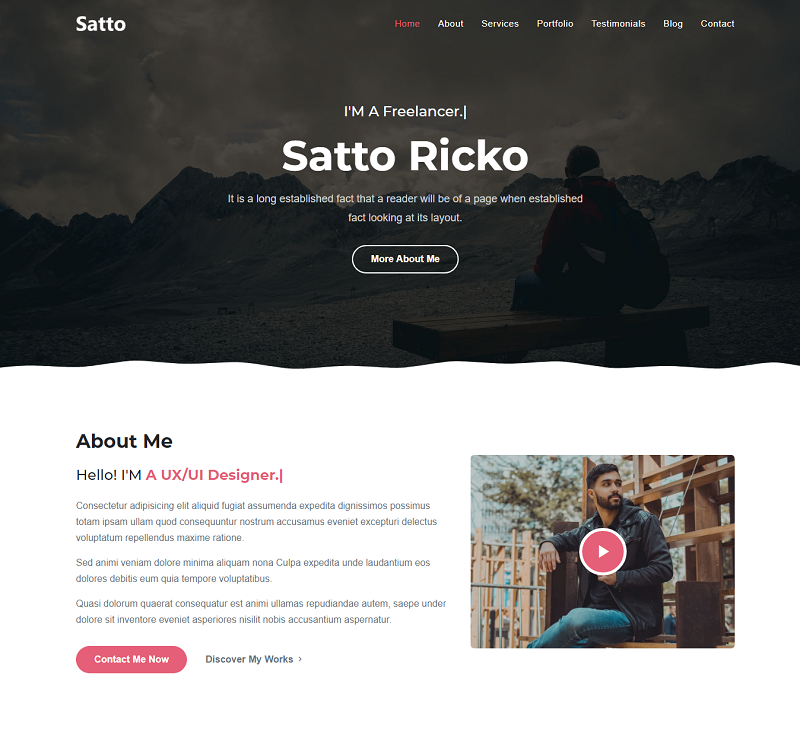 Satto
Home About Services Portfolio Testimonials Blog Contact
I'M A Freelancer.|
Satto Ricko
It is a long established fact that a reader will be of a page when established
fact looking at its layout.
More About Me
About Me
Hello! I'M A UX/UI Designer.|
Consectetur adipisicing elit aliquid fugiat assumenda expedita dignissimos possimus
totam ipsam ullam quod consequuntur nostrum accusamus eveniet excepturi delectus
voluptatum repellendus maxime ratione.
Sed animi veniam dolore minima aliquam nona Culpa expedita unde laudantium eos
dolores debitis eum quia tempore voluptatibus.
Quasi dolorum quaerat consequatur est animi ullamas repudiandae autem, saepe under
dolore sit inventore eveniet asperiores nisilit nobis accusantium aspernatur.
Contact Me Now Discover My Works ›